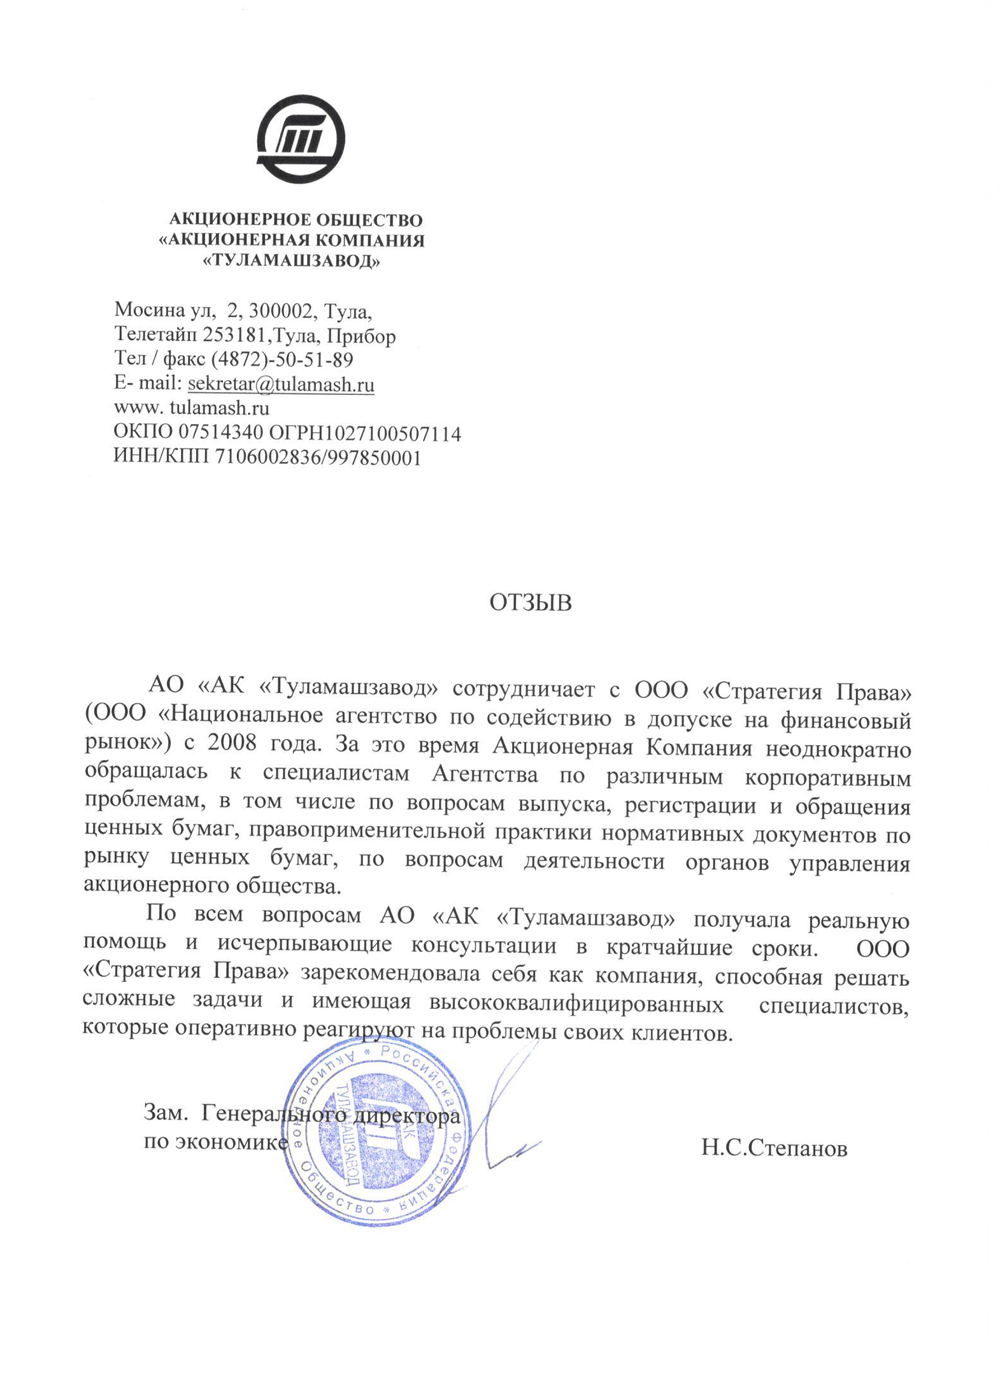 АКЦИОНЕРНОЕ ОБЩЕСТВО
«АКЦИОНЕРНАЯ КОМПАНИЯ
«ТУЛАМАШЗАВОД»
Мосина ул,  2, 300002, Тула,
Телетайп 253181,Тула, Прибор
Тел / факс (4872)-50-51-89
E- mail: sekretar@tulamash.ru
www. tulamash.ru
ОКПО 07514340 ОГРН1027100507114
ИНН/КПП 7106002836/997850001
ОТЗЫВ
АО «АК «Туламашзавод» сотрудничает с ООО «Стратегия Права»
(ООО «Национальное агентство по содействию в допуске на финансовый
рынок») с 2008 года. За это время Акционерная Компания неоднократно
обращалась к специалистам Агентства по различным корпоративным
проблемам, в том числе по вопросам выпуска, регистрации и обращения
ценных бумаг, правоприменительной практики нормативных документов по
рынку ценных бумаг, по вопросам деятельности органов управления
акционерного общества.
По всем вопросам АО «АК «Туламашзавод» получала реальную
помощь и исчерпывающие консультации в кратчайшие сроки.  ООО
«Стратегия Права» зарекомендовала себя как компания, способная решать
сложные задачи и имеющая высококвалифицированных  специалистов,
которые оперативно реагируют на проблемы своих клиентов.
Зам.  Генерального директора
по экономике
Н.С.Степанов
Российская Федерация * Акционерное Общество *
АК
ТУЛАМАШЗАВОД